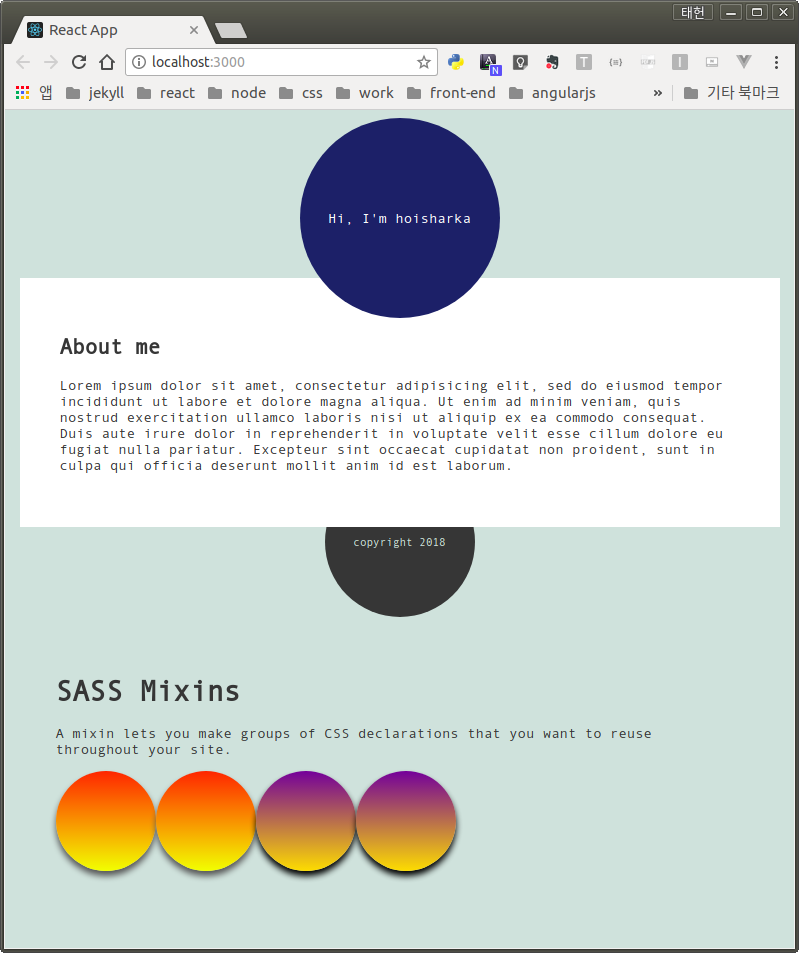 태헌
React App
localhost:3000
앱 jekyll react node css work front-end angularjs » 기타 북마크
Hi, I'm hoisharka
About me
Lorem ipsum dolor sit amet, consectetur adipisicing elit, sed do eiusmod tempor
incididunt ut labore et dolore magna aliqua. Ut enim ad minim veniam, quis
nostrud exercitation ullamco laboris nisi ut aliquip ex ea commodo consequat.
Duis aute irure dolor in reprehenderit in voluptate velit esse cillum dolore eu
fugiat nulla pariatur. Excepteur sint occaecat cupidatat non proident, sunt in
culpa qui officia deserunt mollit anim id est laborum.
copyright 2018
SASS Mixins
A mixin lets you make groups of CSS declarations that you want to reuse
throughout your site.